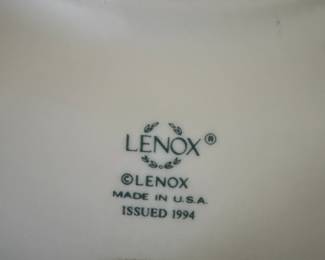 LENOX®
©LENOX
MADE IN U.S.A.
ISSUED 1994